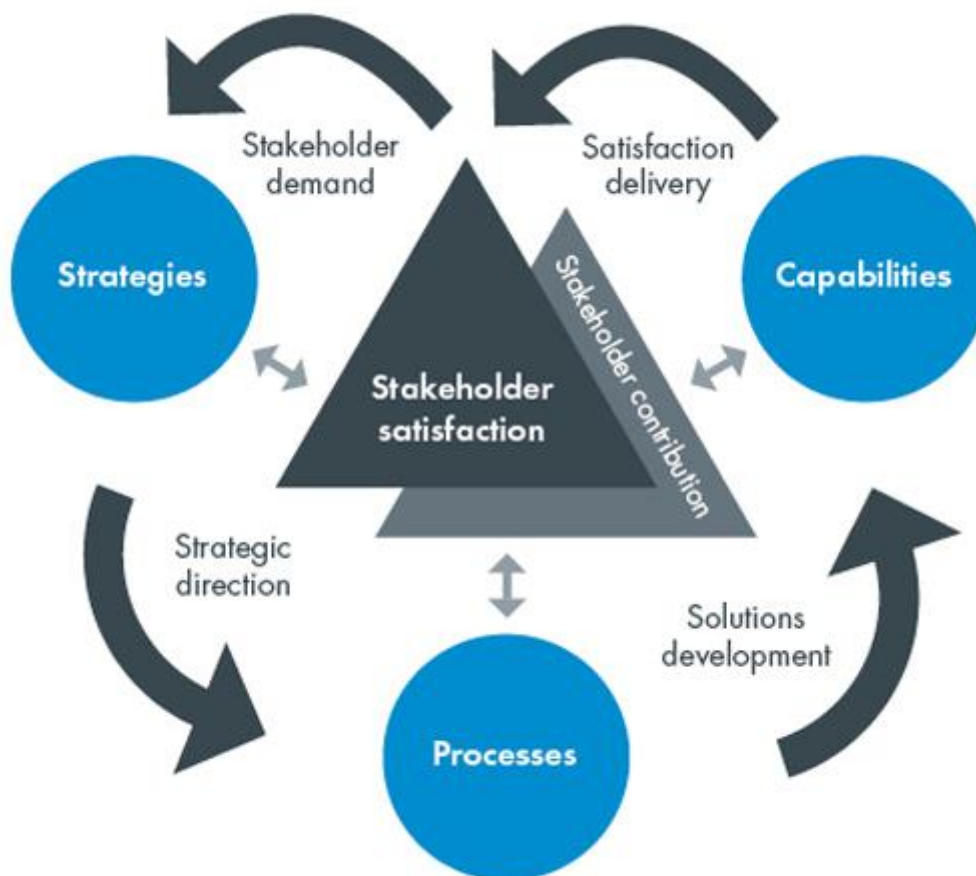 Stakeholder
demand
Satisfaction
delivery
Strategies
Capabilities
Stakeholder
satisfaction
Stakeholder contribution
Strategic
direction
Solutions
development
Processes